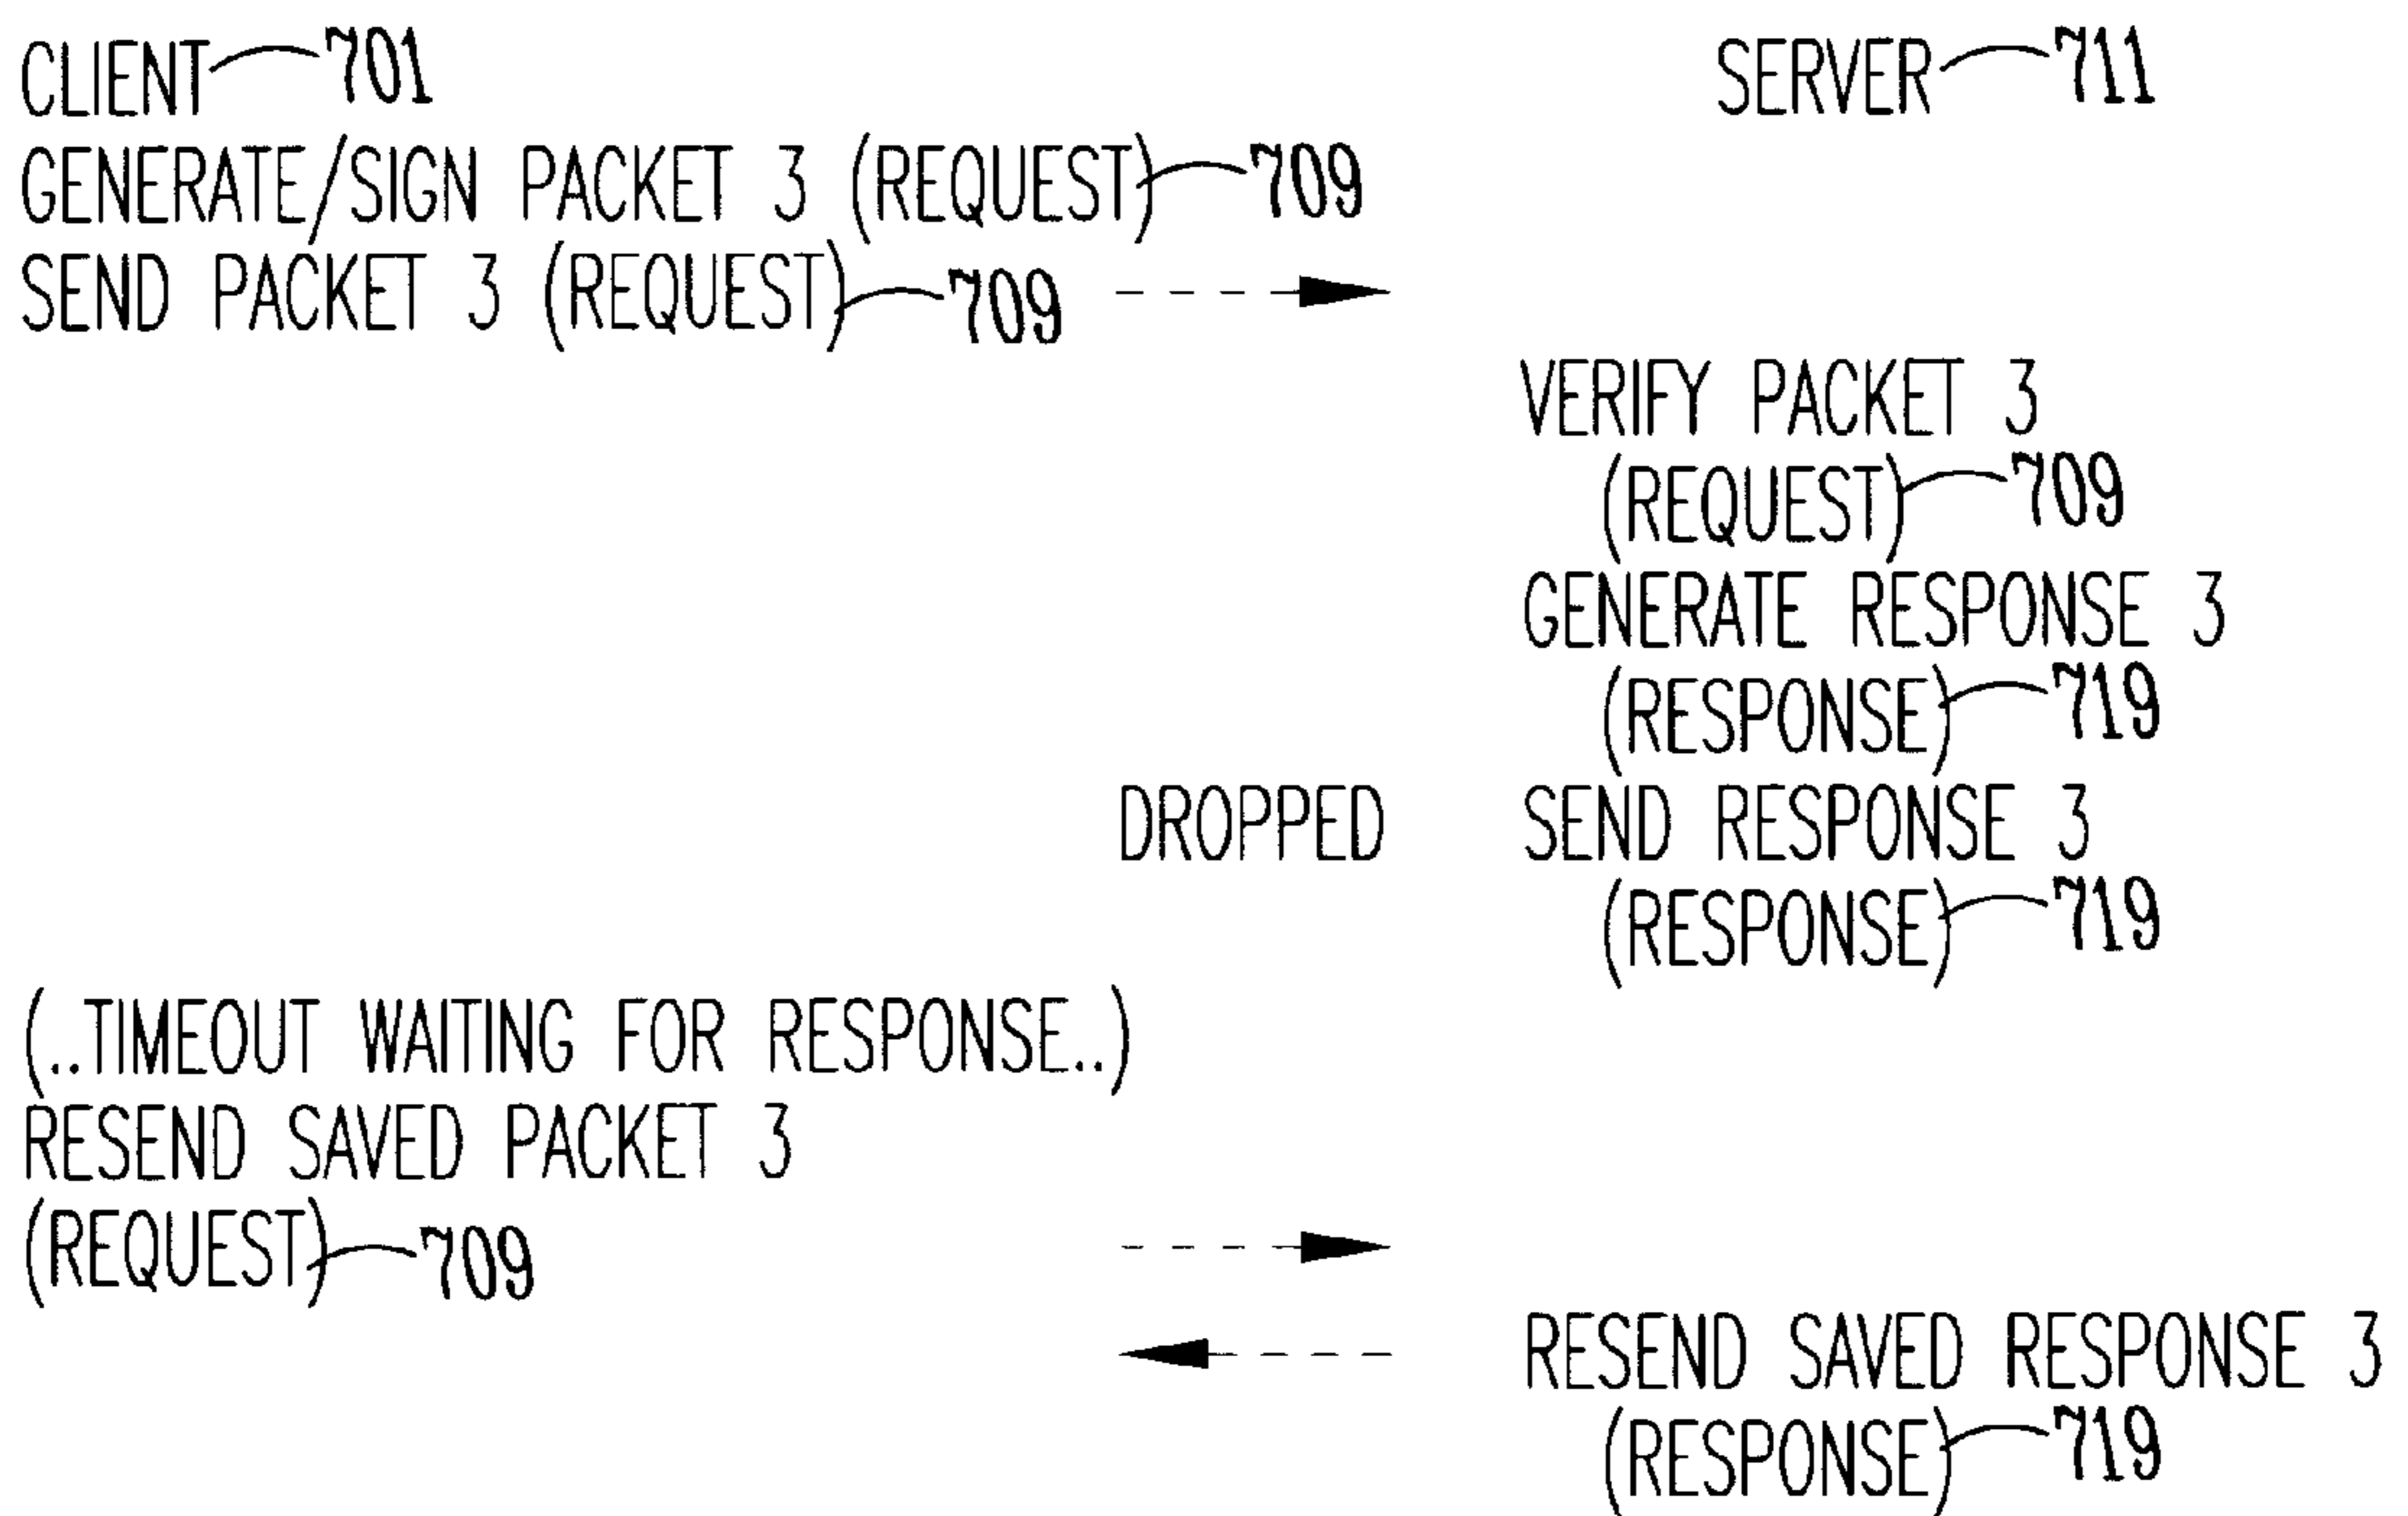 CLIENT 701 SERVER 711
GENERATE/SIGN PACKET 3 (REQUEST) 709
SEND PACKET 3 (REQUEST) 709
VERIFY PACKET 3
(REQUEST) 709
GENERATE RESPONSE 3
(RESPONSE) 719
DROPPED SEND RESPONSE 3
(RESPONSE) 719
(..TIMEOUT WAITING FOR RESPONSE..)
RESEND SAVED PACKET 3
(REQUEST) 709
RESEND SAVED RESPONSE 3
(RESPONSE) 719